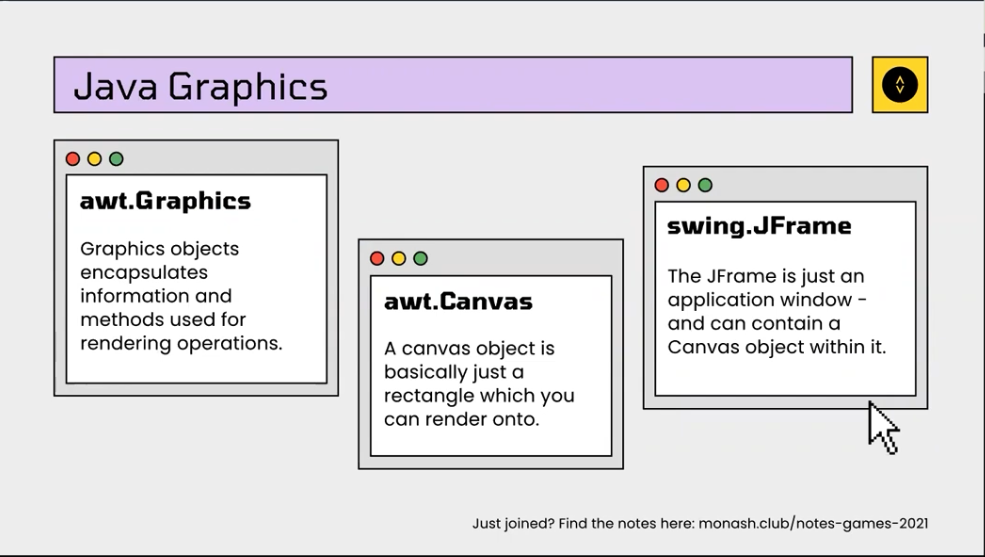 Java Graphics
awt.Graphics
Graphics objects
encapsulates
information and
methods used for
rendering operations.
awt.Canvas
A canvas object is
basically just a
rectangle which you
can render onto.
swing.JFrame
The JFrame is just an
application window -
and can contain a
Canvas object within it.
Just joined? Find the notes here: monash.club/notes-games-2021